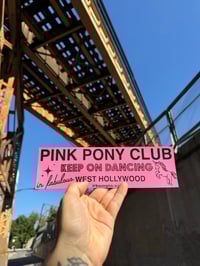 PINK PONY CLUB
KEEP ON DANCING
in fabulous WEST HOLLYWOOD